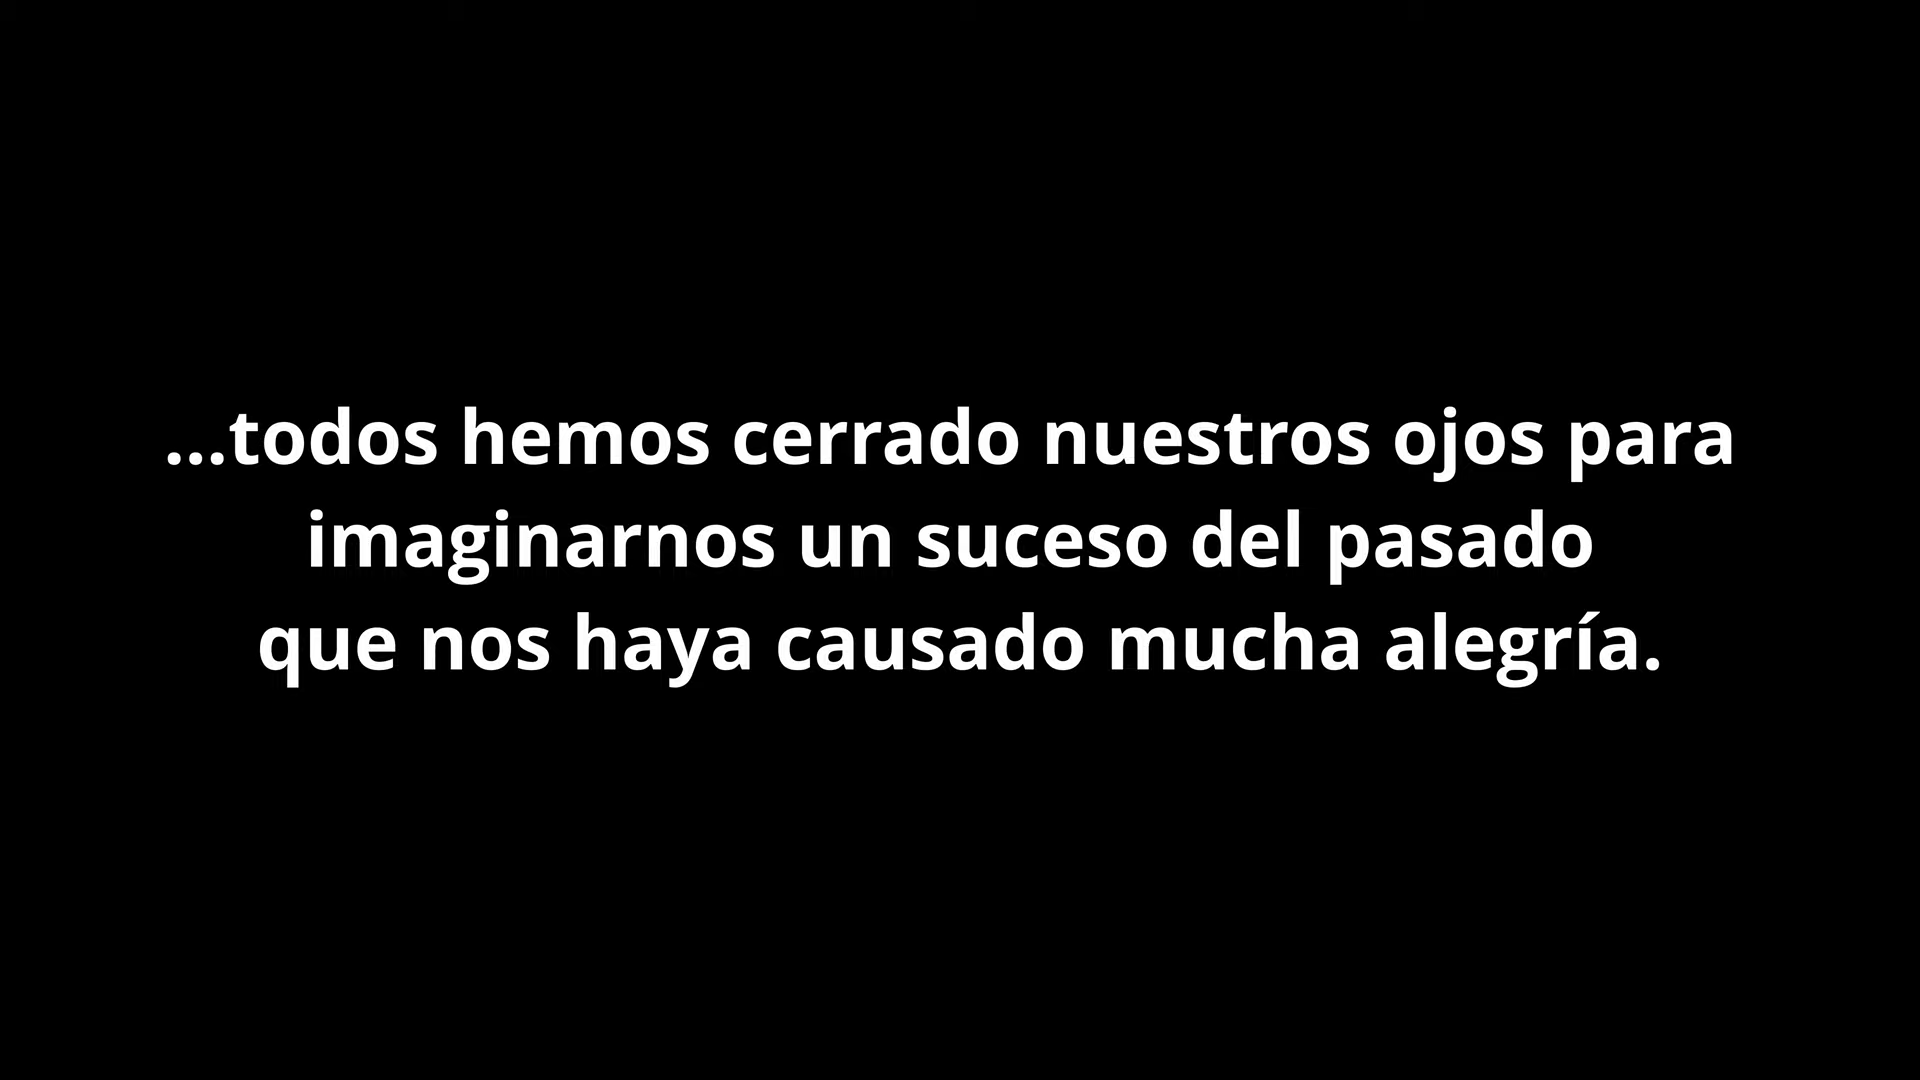 ...todos hemos cerrado nuestros ojos para
imaginarnos un suceso del pasado
que nos haya causado mucha alegría.